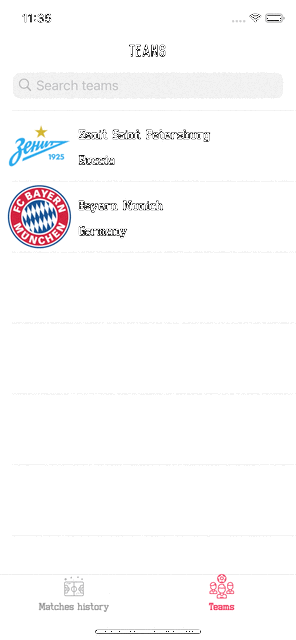 11:35
TEAMS
Search teams
Zenit Saint Petersburg
Russia
Зенит
1925
Bayern Munich
Germany
FC BAYERN
MÜNCHEN
Matches history
Teams